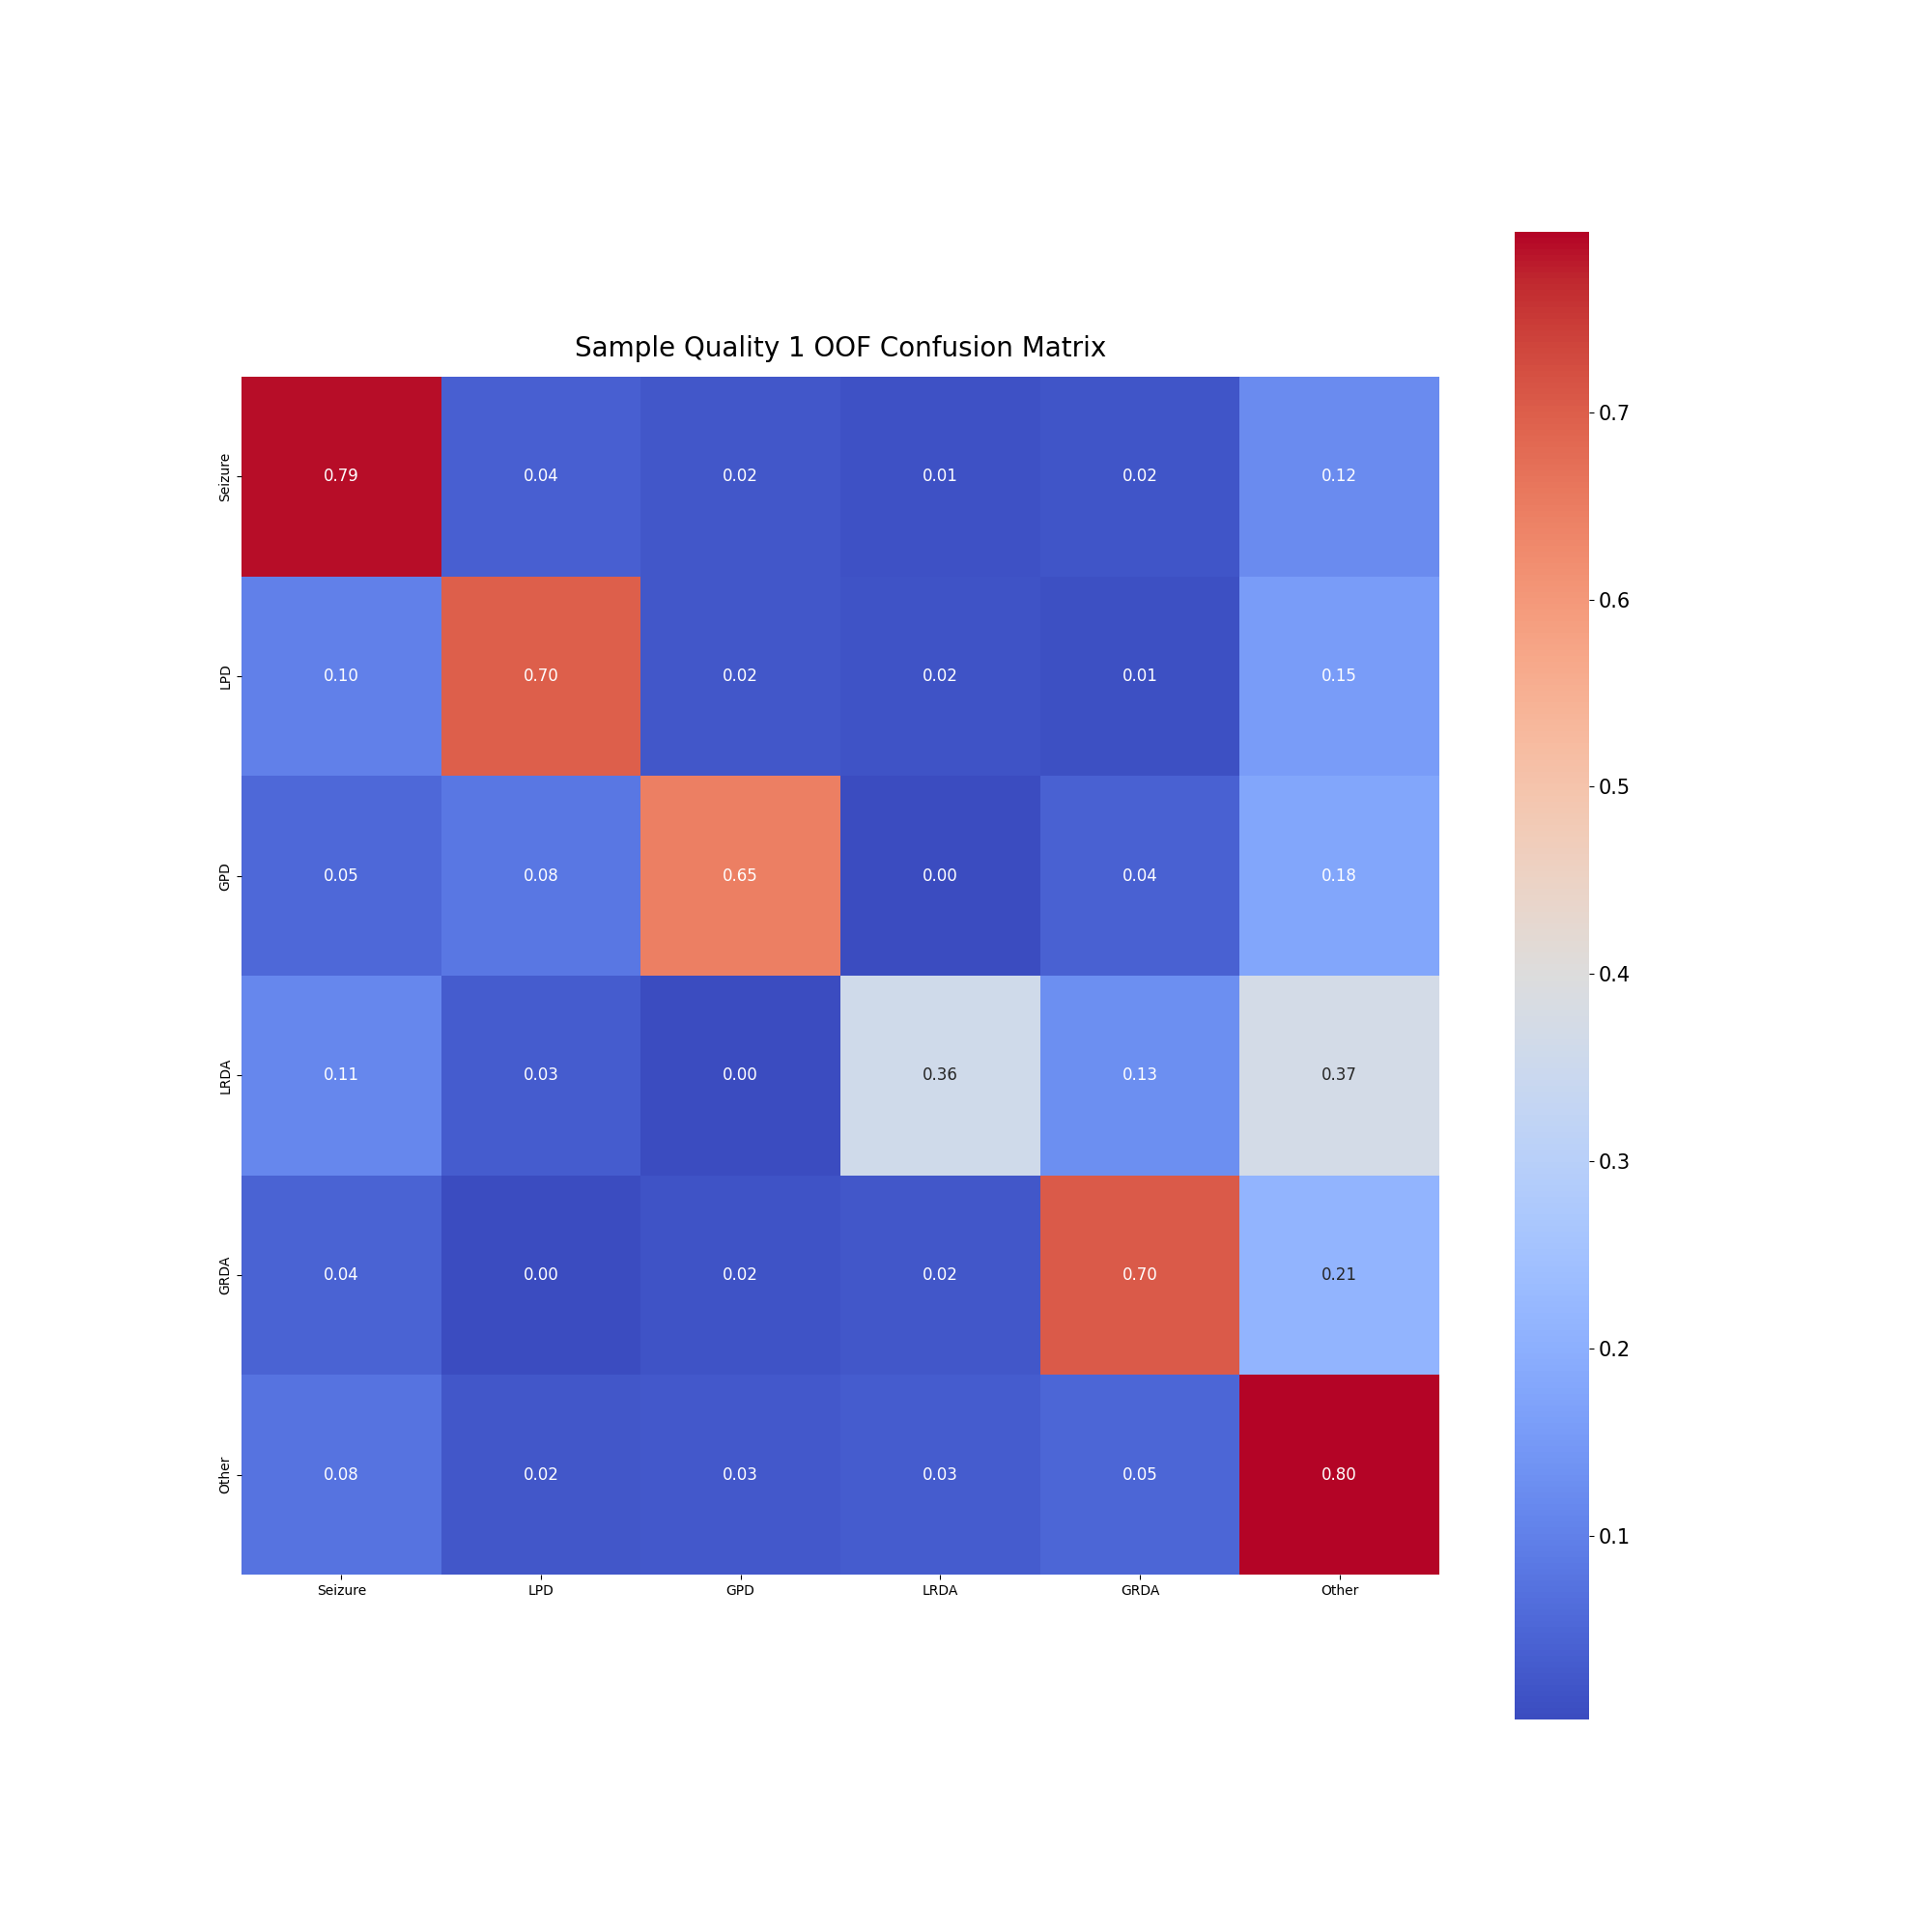 Sample Quality 1 OOF Confusion Matrix
Seizure 0.79 0.04 0.02 0.01 0.02 0.12
LPD 0.10 0.70 0.02 0.02 0.01 0.15
GPD 0.05 0.08 0.65 0.00 0.04 0.18
LRDA 0.11 0.03 0.00 0.36 0.13 0.37
GRDA 0.04 0.00 0.02 0.02 0.70 0.21
Other 0.08 0.02 0.03 0.03 0.05 0.80
Seizure LPD GPD LRDA GRDA Other
0.7
0.6
0.5
0.4
0.3
0.2
0.1